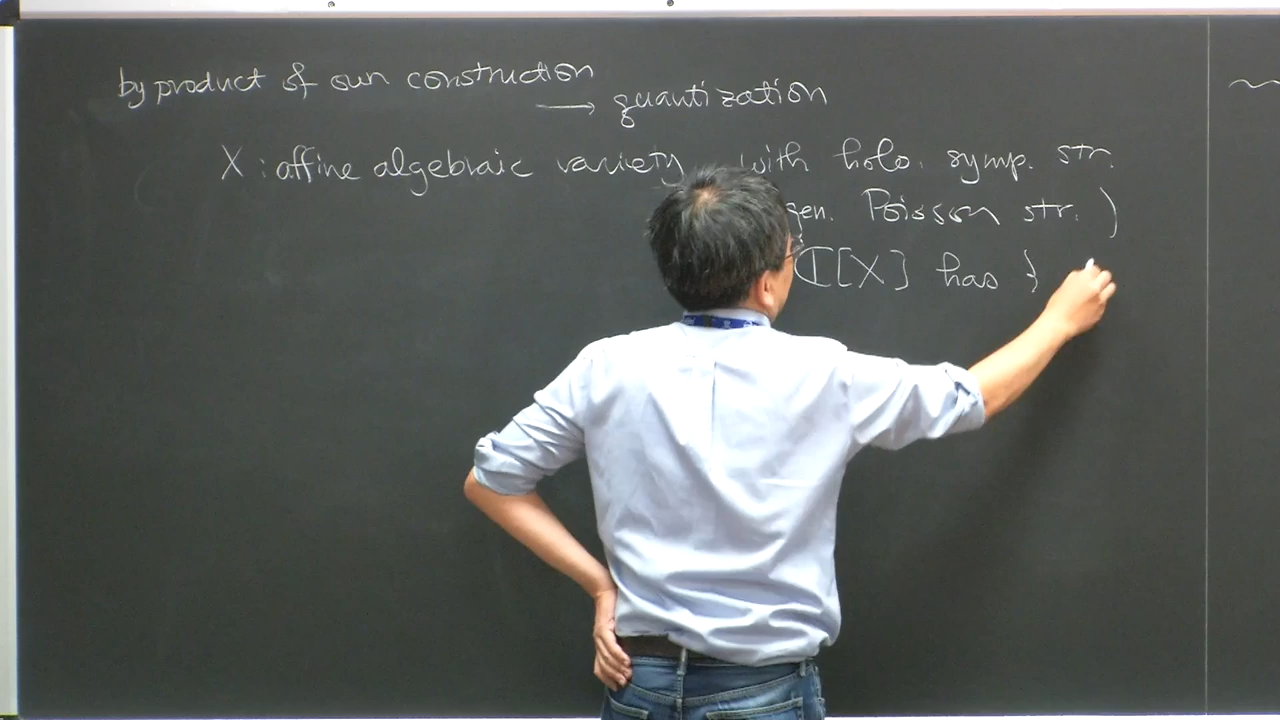 by product of our construction
→ quantization
X : affine algebraic variety with holo. symp. str.
gen. Poisson str. )
ℂ[X] has }
~